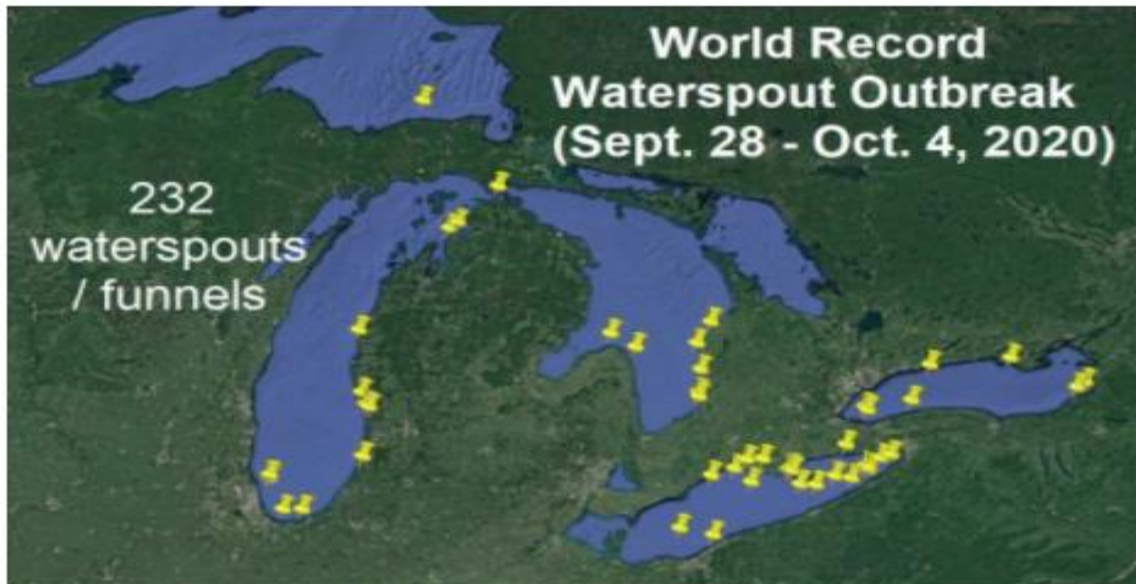 World Record
Waterspout Outbreak
(Sept. 28 - Oct. 4, 2020)
232
waterspouts
/ funnels